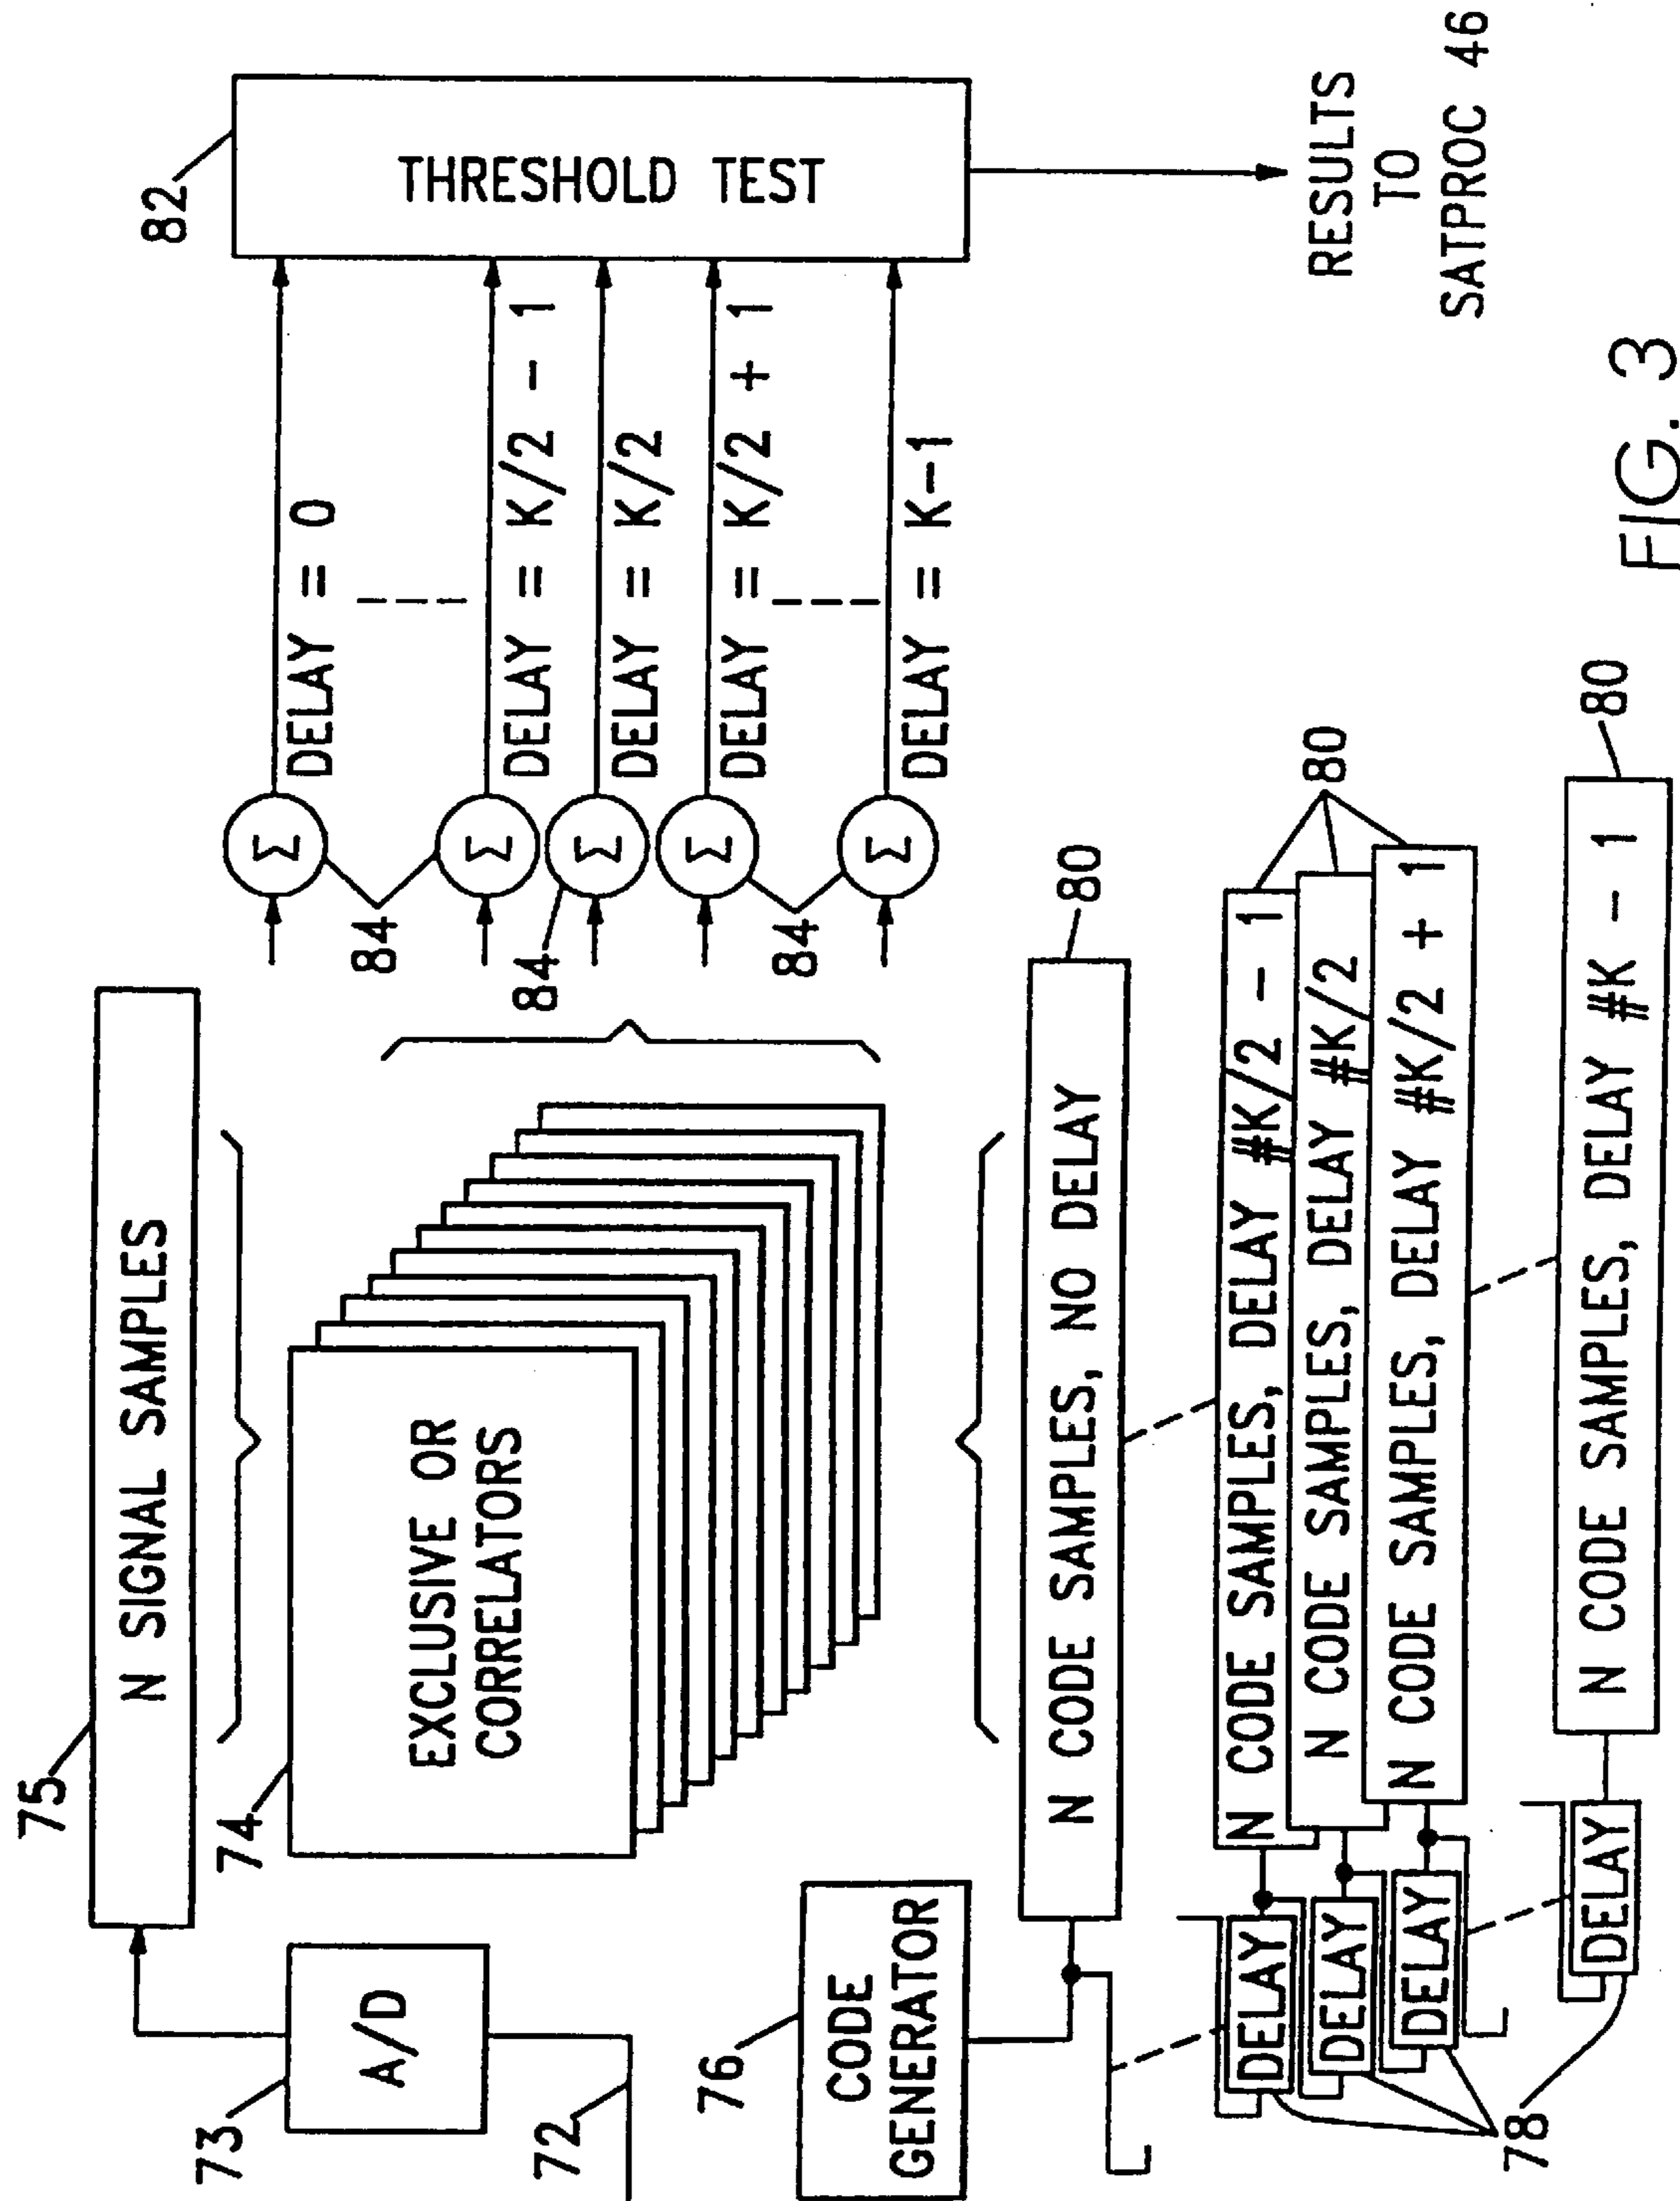 75
N SIGNAL SAMPLES
73
A/D
72
74
EXCLUSIVE OR
CORRELATORS
84
84
84
Σ
DELAY = 0
Σ
DELAY = K/2 - 1
Σ
DELAY = K/2
Σ
DELAY = K/2 + 1
Σ
DELAY = K-1
82
THRESHOLD TEST
RESULTS
TO
SATPROC 46
76
CODE
GENERATOR
N CODE SAMPLES, NO DELAY
80
DELAY
N CODE SAMPLES, DELAY #K/2 - 1
DELAY
N CODE SAMPLES, DELAY #K/2
DELAY
N CODE SAMPLES, DELAY #K/2 + 1
80
78
DELAY
N CODE SAMPLES, DELAY #K - 1
80
FIG. 3